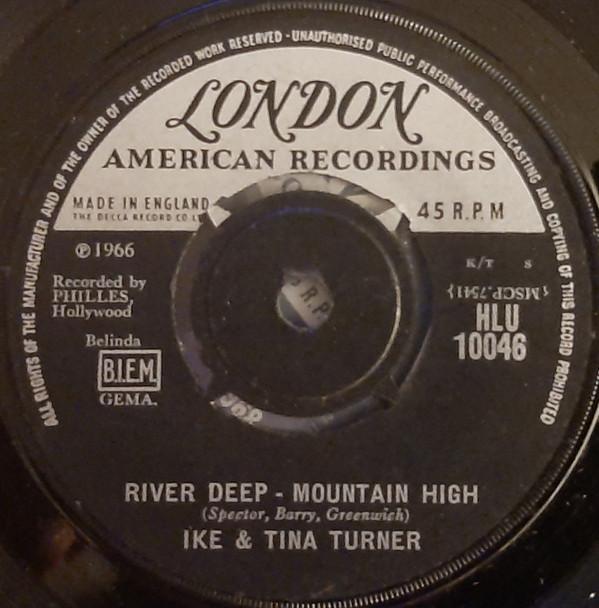 ALL RIGHTS OF THE MANUFACTURER AND OF THE OWNER OF THE RECORDED WORK RESERVED - UNAUTHORISED PUBLIC PERFORMANCE BROADCASTING AND COPYING OF THIS RECORD PROHIBITED
LONDON
AMERICAN RECORDINGS
MADE IN ENGLAND
THE DECCA RECORD CO L
45 R.P.M
℗ 1966
K/T S
Recorded by
PHILLES,
Hollywood
{MSCP.7541}
HLU
10046
Belinda
B.I.E.M.
GEMA.
RIVER DEEP - MOUNTAIN HIGH
(Spector, Barry, Greenwich)
IKE & TINA TURNER